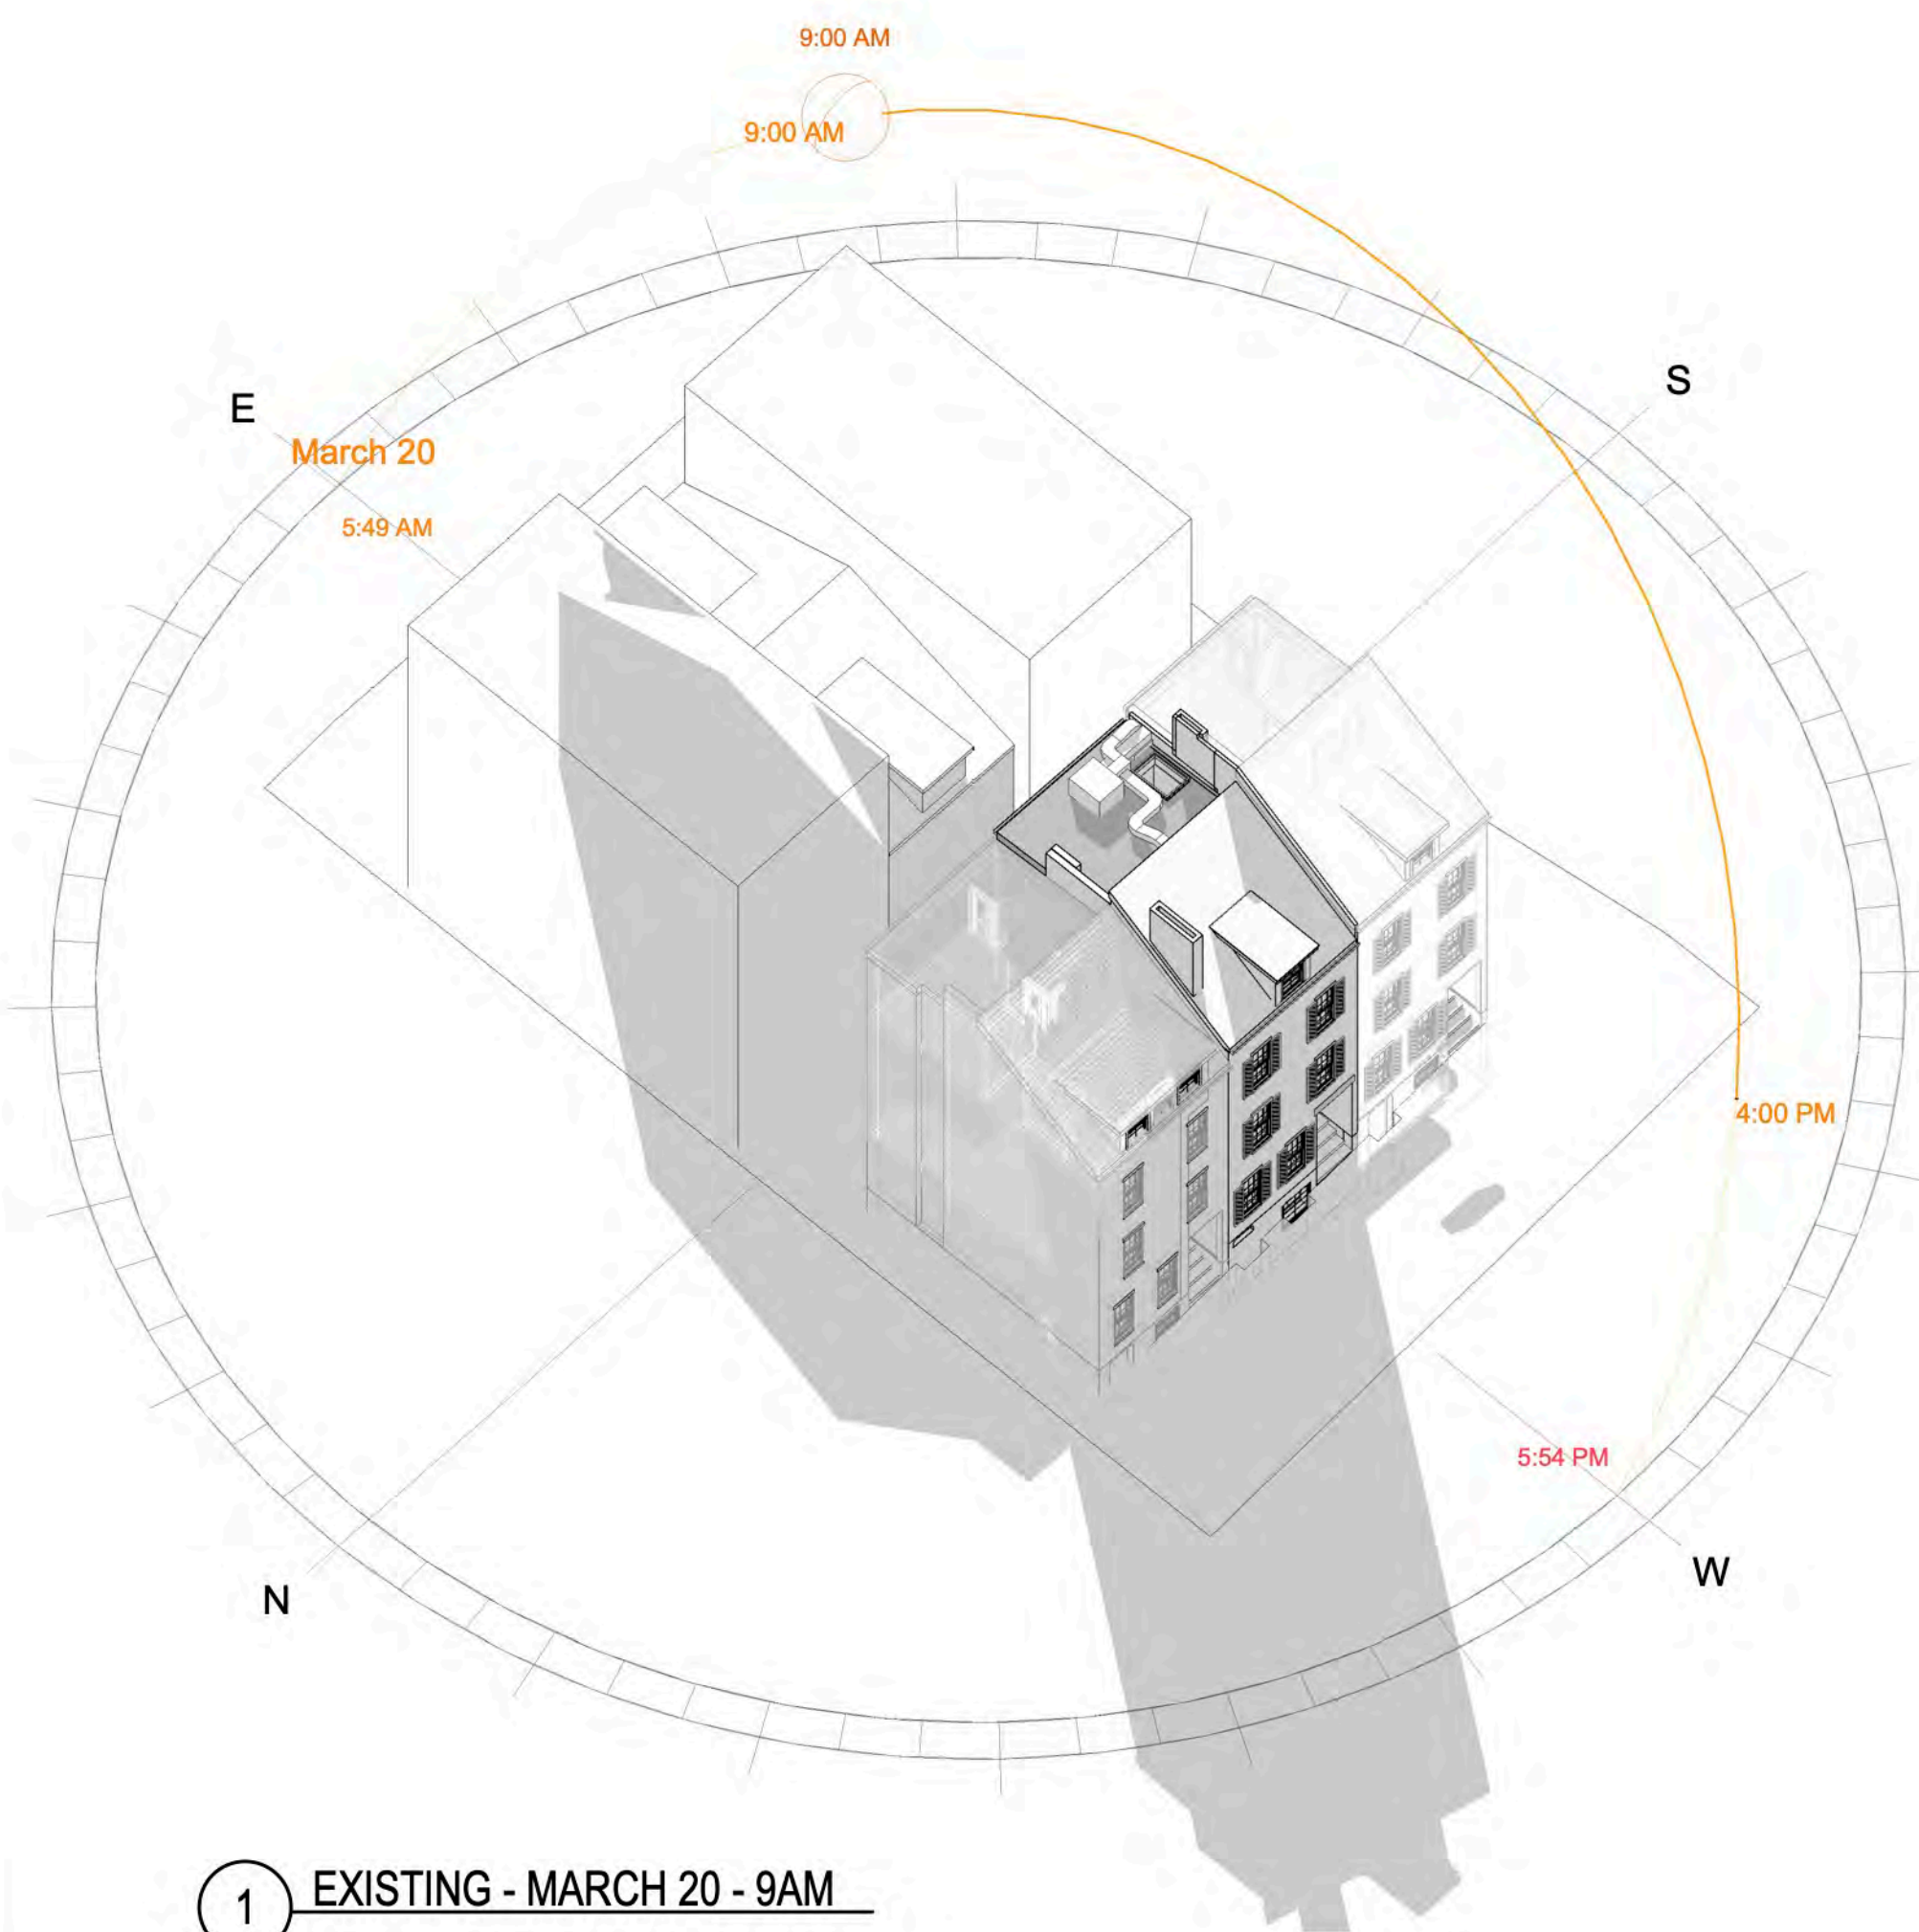 9:00 AM
9:00 AM
S
E
March 20
5:49 AM
4:00 PM
5:54 PM
W
N
1 EXISTING - MARCH 20 - 9AM